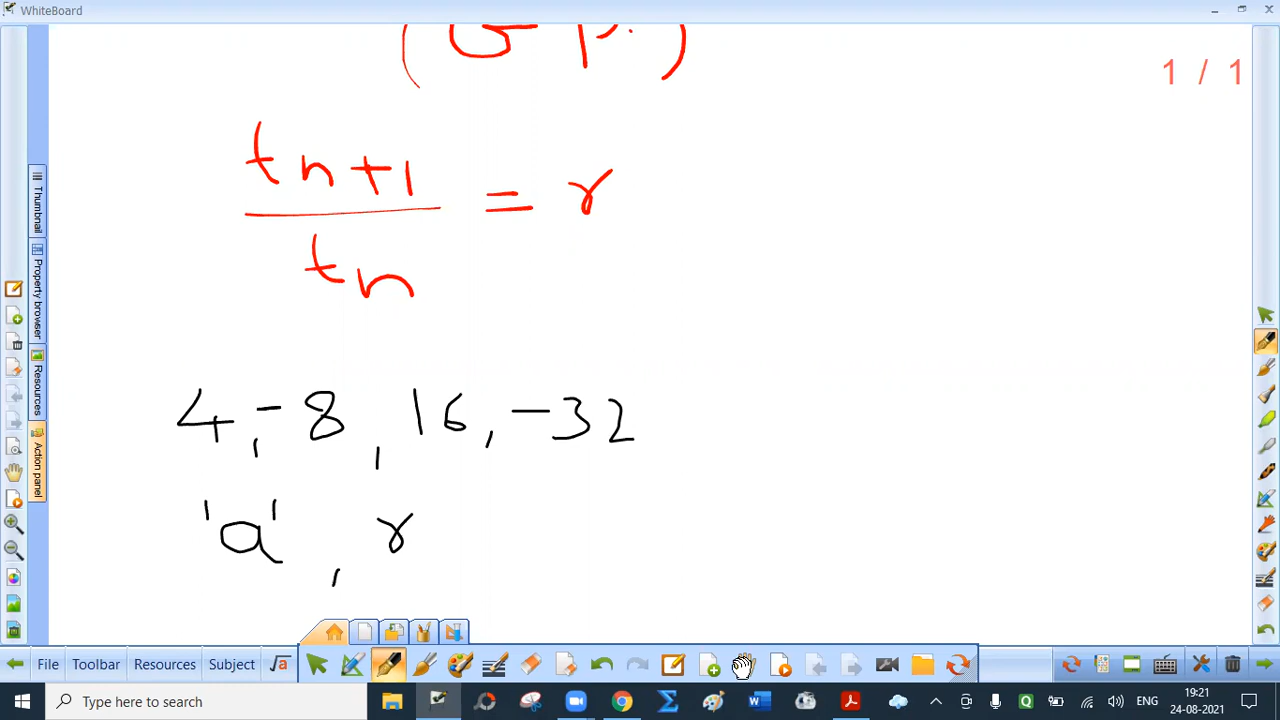 WhiteBoard
(G.P.)
1 / 1
tn+1
= r
tn
4, -8, 16, -32
'a', r
Thumbnail
Property browser
Resources
Action panel
File
Toolbar
Resources
Subject
√a
Type here to search
ENG
19:21
24-08-2021